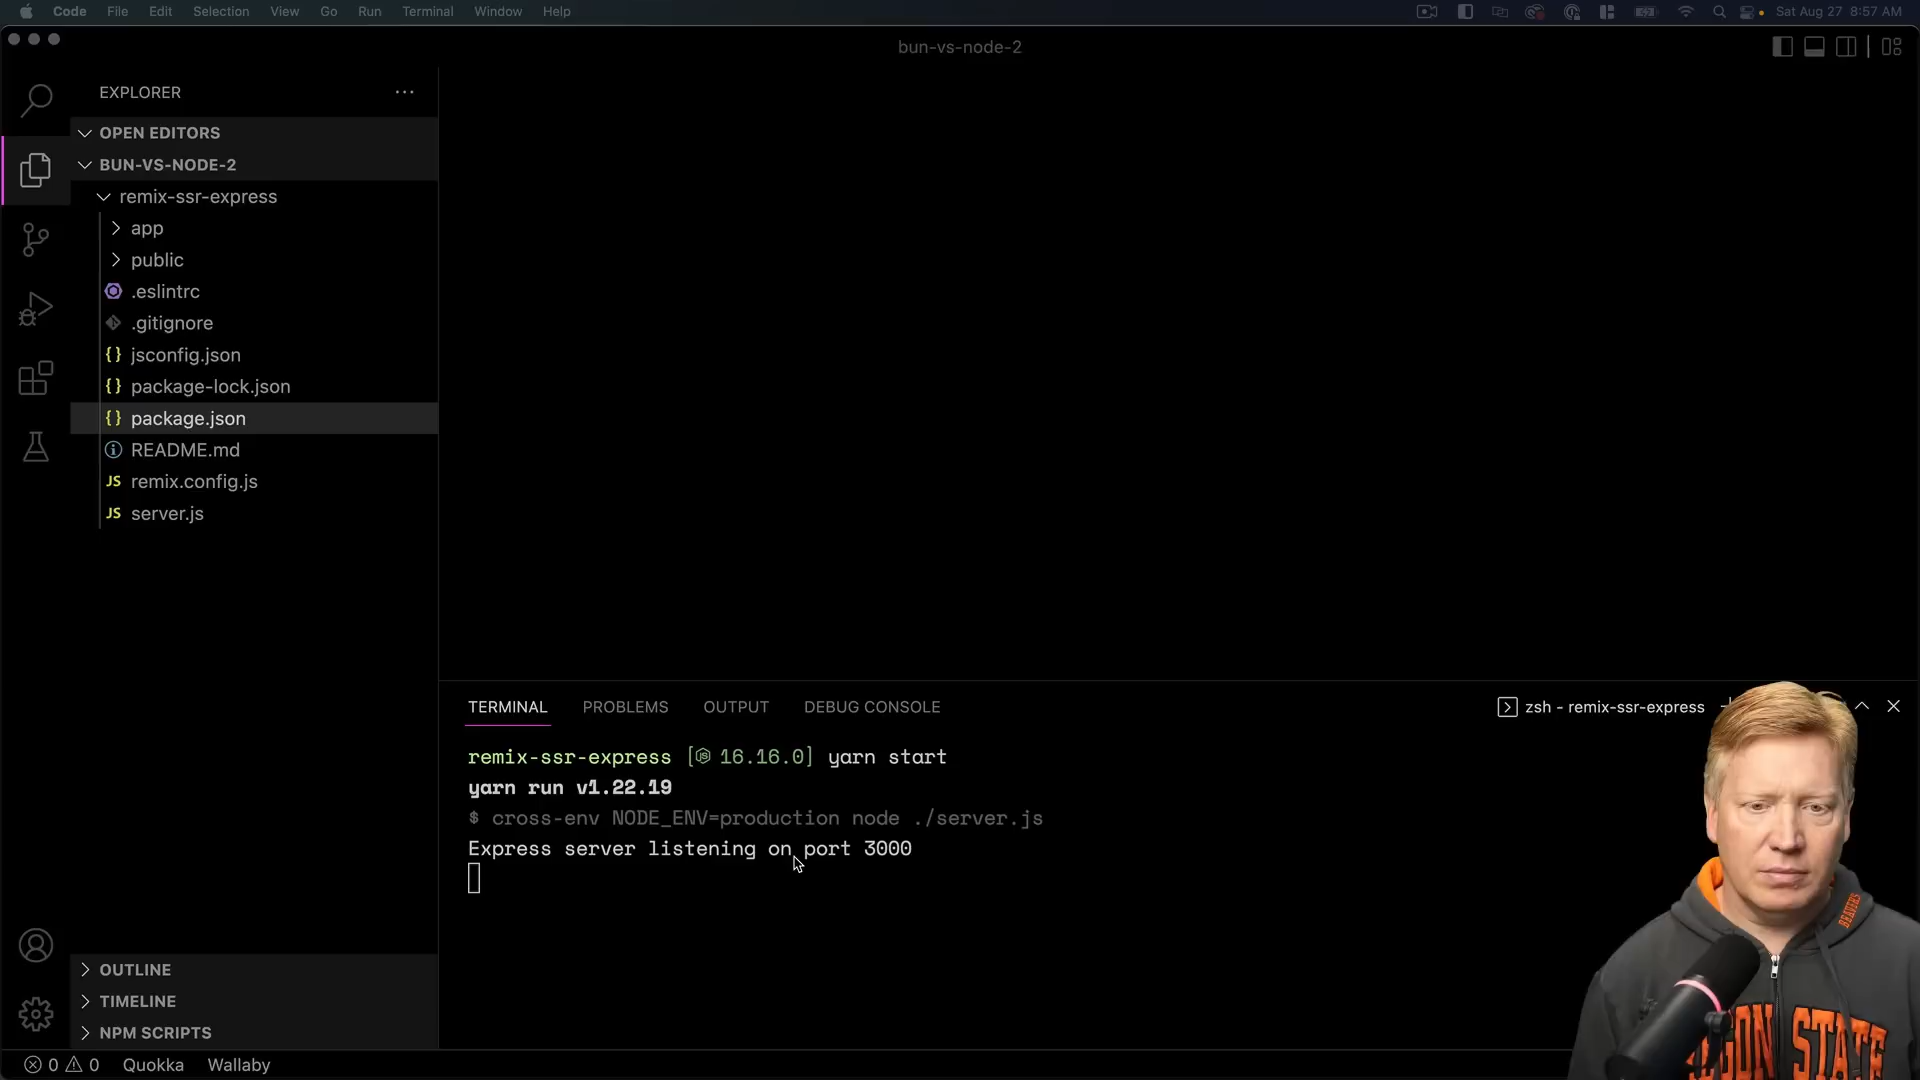 Code File Edit Selection View Go Run Terminal Window Help
Sat Aug 27 8:57 AM
bun-vs-node-2
EXPLORER
OPEN EDITORS
BUN-VS-NODE-2
remix-ssr-express
app
public
.eslintrc
.gitignore
{} jsconfig.json
{} package-lock.json
{} package.json
README.md
JS remix.config.js
JS server.js
OUTLINE
TIMELINE
NPM SCRIPTS
TERMINAL PROBLEMS OUTPUT DEBUG CONSOLE
zsh - remix-ssr-express
remix-ssr-express [ 16.16.0] yarn start
yarn run v1.22.19
$ cross-env NODE_ENV=production node ./server.js
Express server listening on port 3000
0 0 Quokka Wallaby
BEAVERS
STATE